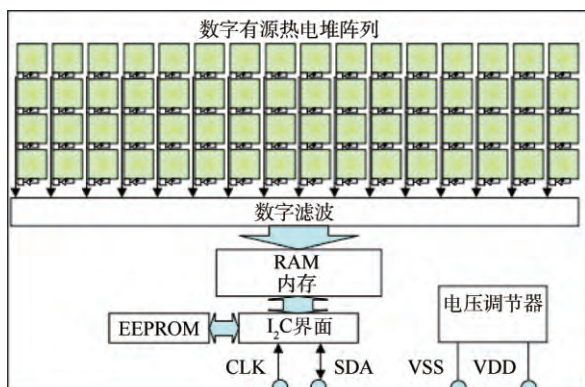 数字有源热电堆阵列
数字滤波
RAM
内存
电压调节器
EEPROM
I₂C界面
CLK
SDA
VSS
VDD